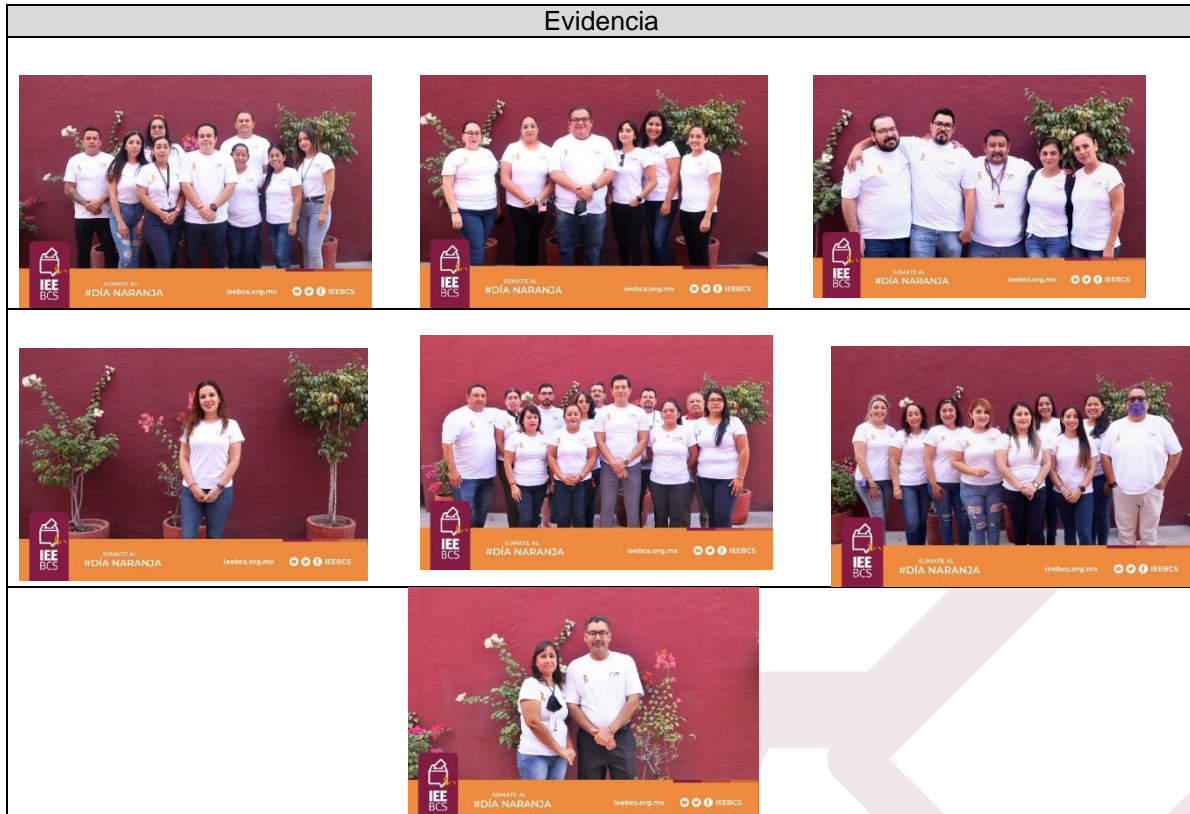 Evidencia
IEE
BCS
SÚMATE AL
#DÍA NARANJA
ieebcs.org.mx
IEEBCS
IEE
BCS
SÚMATE AL
#DÍA NARANJA
ieebcs.org.mx
IEEBCS
IEE
BCS
SÚMATE AL
#DÍA NARANJA
ieebcs.org.mx
IEEBCS
IEE
BCS
SÚMATE AL
#DÍA NARANJA
ieebcs.org.mx
IEEBCS
IEE
BCS
SÚMATE AL
#DÍA NARANJA
ieebcs.org.mx
IEEBCS
IEE
BCS
SÚMATE AL
#DÍA NARANJA
ieebcs.org.mx
IEEBCS
IEE
BCS
SÚMATE AL
#DÍA NARANJA
ieebcs.org.mx
IEEBCS